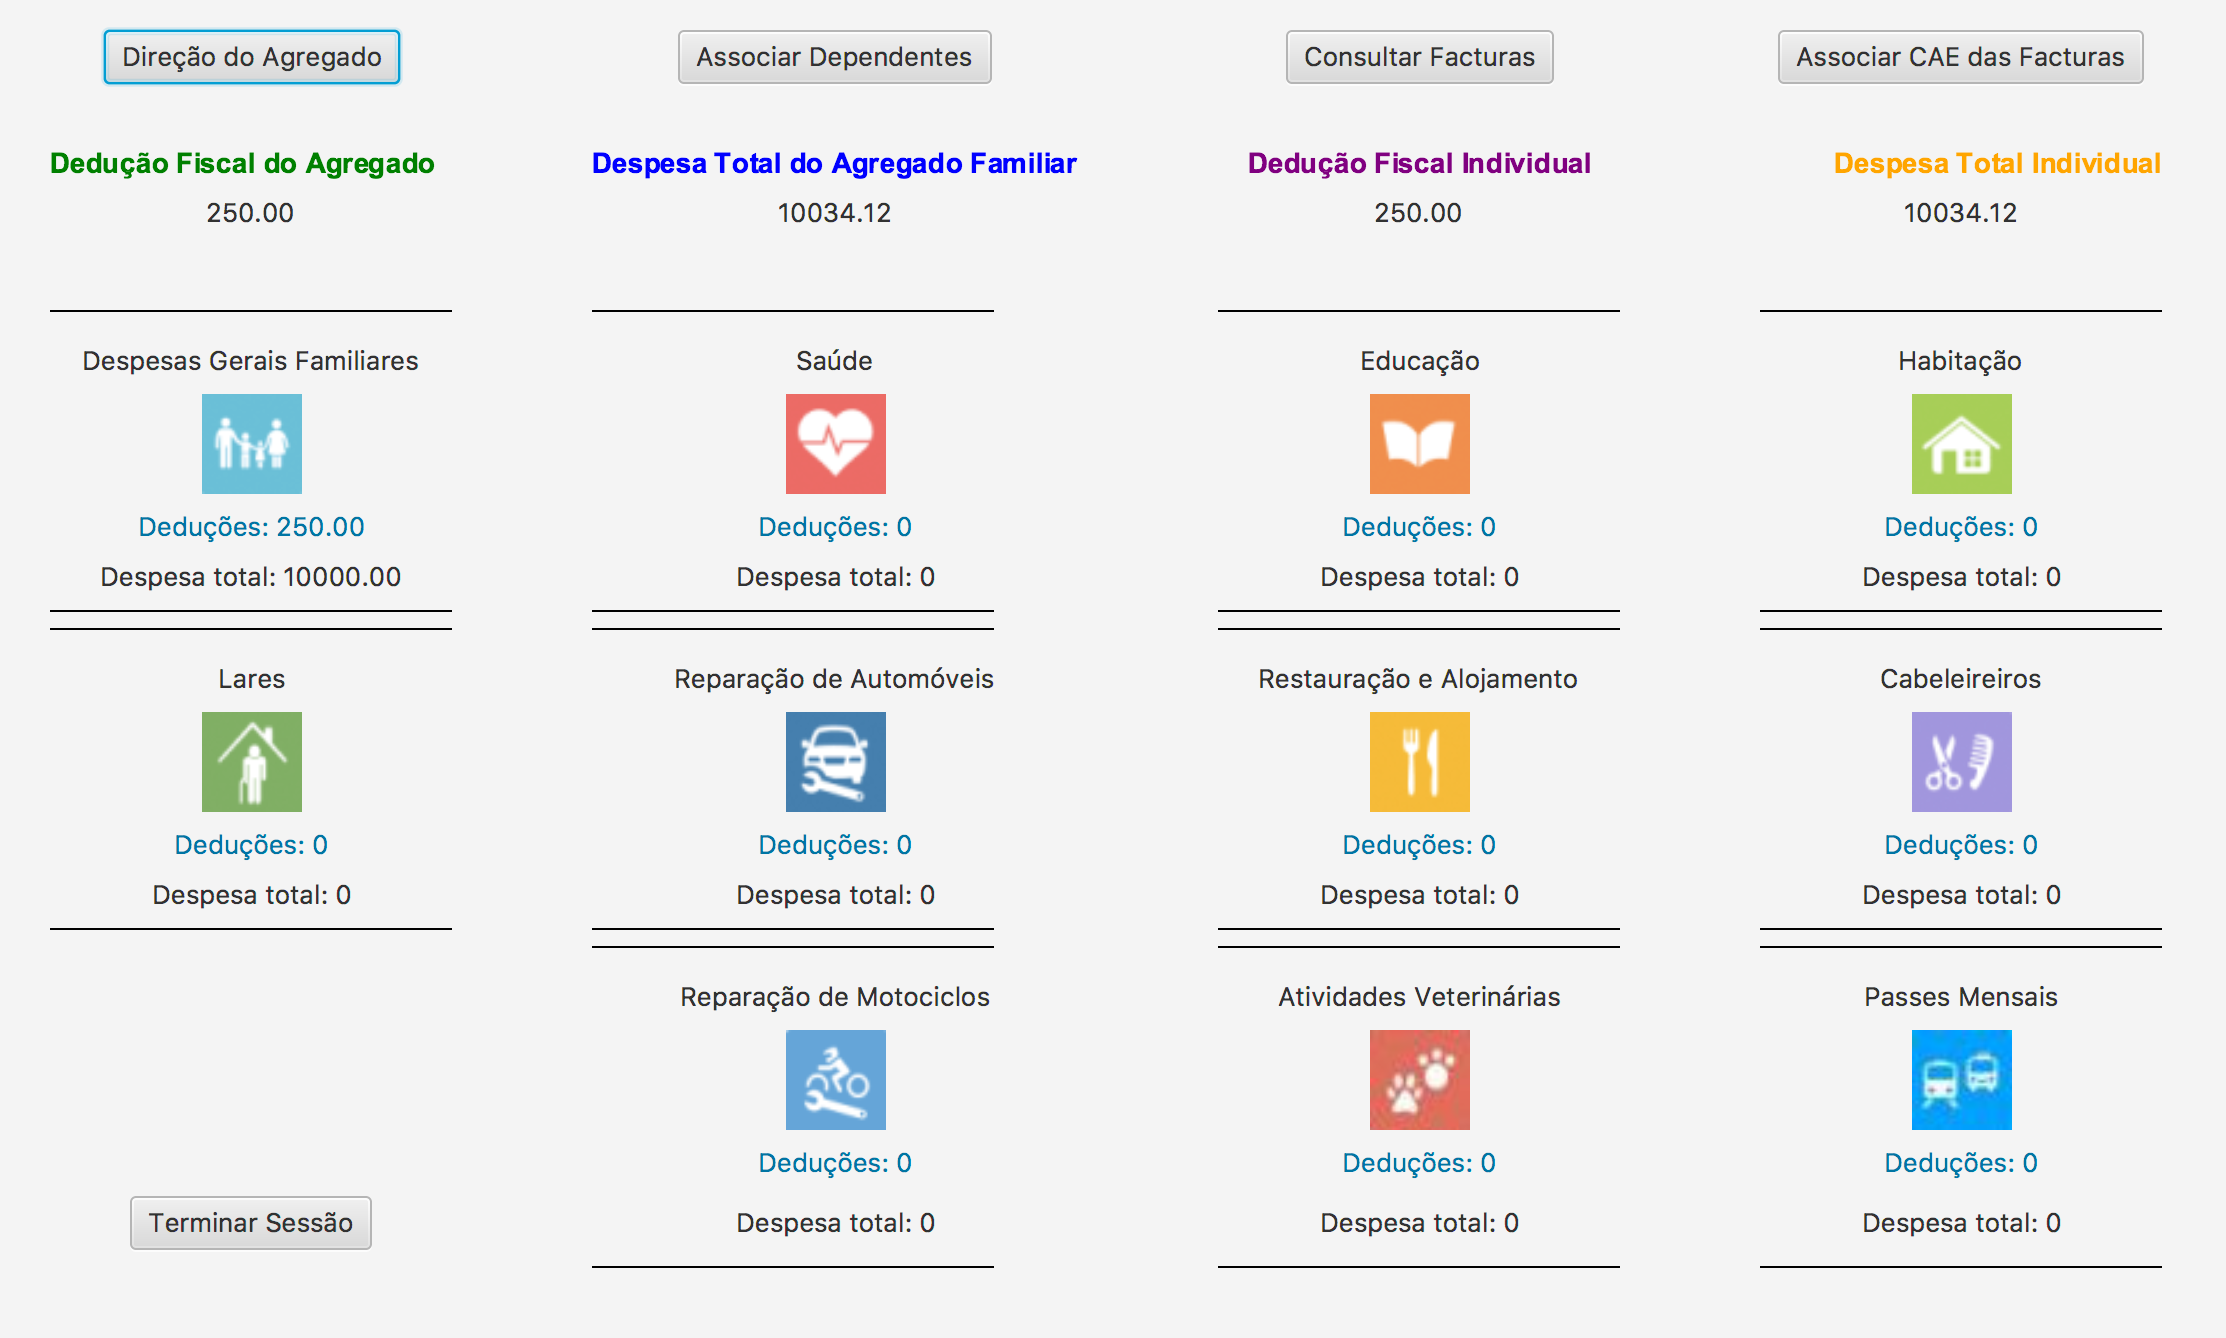 Direção do Agregado
Associar Dependentes
Consultar Facturas
Associar CAE das Facturas
Dedução Fiscal do Agregado
Despesa Total do Agregado Familiar
Dedução Fiscal Individual
Despesa Total Individual
250.00
10034.12
250.00
10034.12
Despesas Gerais Familiares
Saúde
Educação
Habitação
Deduções: 250.00
Deduções: 0
Deduções: 0
Deduções: 0
Despesa total: 10000.00
Despesa total: 0
Despesa total: 0
Despesa total: 0
Lares
Reparação de Automóveis
Restauração e Alojamento
Cabeleireiros
Deduções: 0
Deduções: 0
Deduções: 0
Deduções: 0
Despesa total: 0
Despesa total: 0
Despesa total: 0
Despesa total: 0
Reparação de Motociclos
Atividades Veterinárias
Passes Mensais
Deduções: 0
Deduções: 0
Deduções: 0
Terminar Sessão
Despesa total: 0
Despesa total: 0
Despesa total: 0